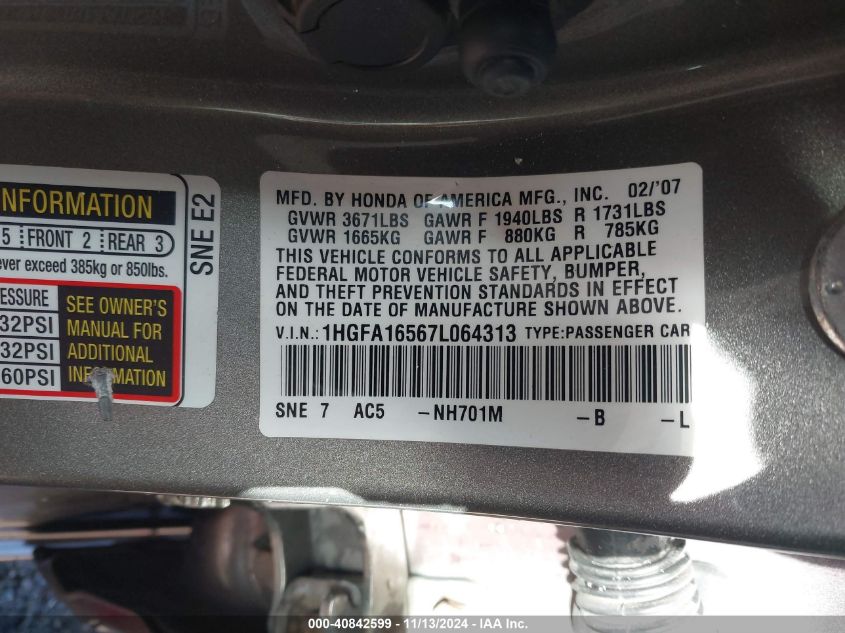 INFORMATION
5 FRONT 2 REAR 3
ever exceed 385kg or 850lbs.
SNE E2
RESSURE
32PSI
32PSI
60PSI
SEE OWNER'S
MANUAL FOR
ADDITIONAL
INFORMATION
MFD. BY HONDA OF AMERICA MFG., INC. 02/'07
GVWR 3671LBS GAWR F 1940LBS R 1731LBS
GVWR 1665KG GAWR F 880KG R 785KG
THIS VEHICLE CONFORMS TO ALL APPLICABLE
FEDERAL MOTOR VEHICLE SAFETY, BUMPER,
AND THEFT PREVENTION STANDARDS IN EFFECT
ON THE DATE OF MANUFACTURE SHOWN ABOVE.
V.I.N.: 1HGFA16567L064313 TYPE:PASSENGER CAR
SNE 7 AC5 -NH701M -B -L
000-40842599 - 11/13/2024 - IAA Inc.